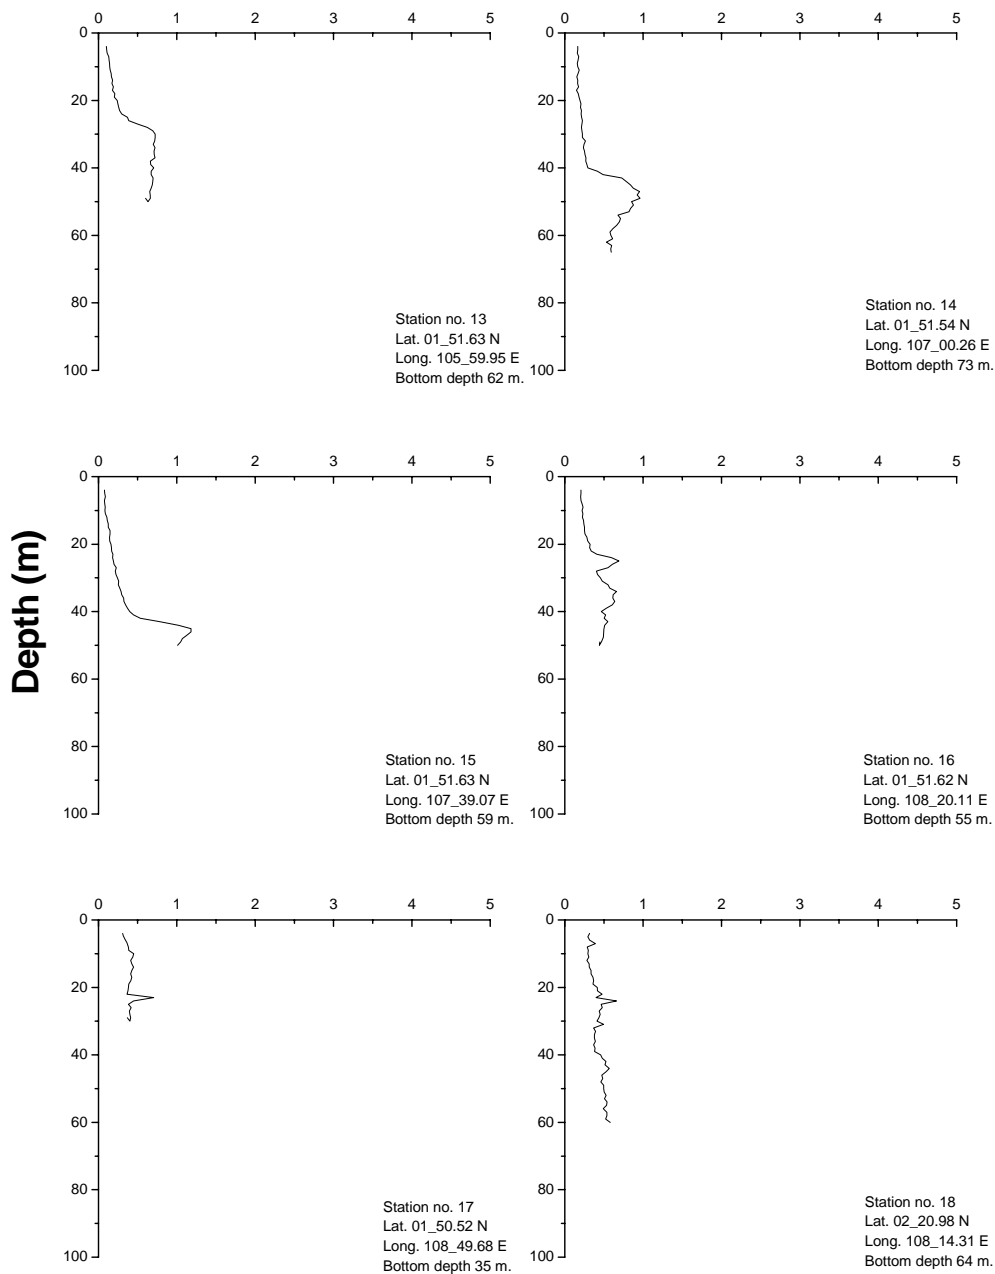 0 1 2 3 4 5
0
20
40
60
80
100
Station no. 13
Lat. 01_51.63 N
Long. 105_59.95 E
Bottom depth 62 m.
0 1 2 3 4 5
0
20
40
60
80
100
Station no. 14
Lat. 01_51.54 N
Long. 107_00.26 E
Bottom depth 73 m.
Depth (m)
0 1 2 3 4 5
0
20
40
60
80
100
Station no. 15
Lat. 01_51.63 N
Long. 107_39.07 E
Bottom depth 59 m.
0 1 2 3 4 5
0
20
40
60
80
100
Station no. 16
Lat. 01_51.62 N
Long. 108_20.11 E
Bottom depth 55 m.
0 1 2 3 4 5
0
20
40
60
80
100
Station no. 17
Lat. 01_50.52 N
Long. 108_49.68 E
Bottom depth 35 m.
0 1 2 3 4 5
0
20
40
60
80
100
Station no. 18
Lat. 02_20.98 N
Long. 108_14.31 E
Bottom depth 64 m.